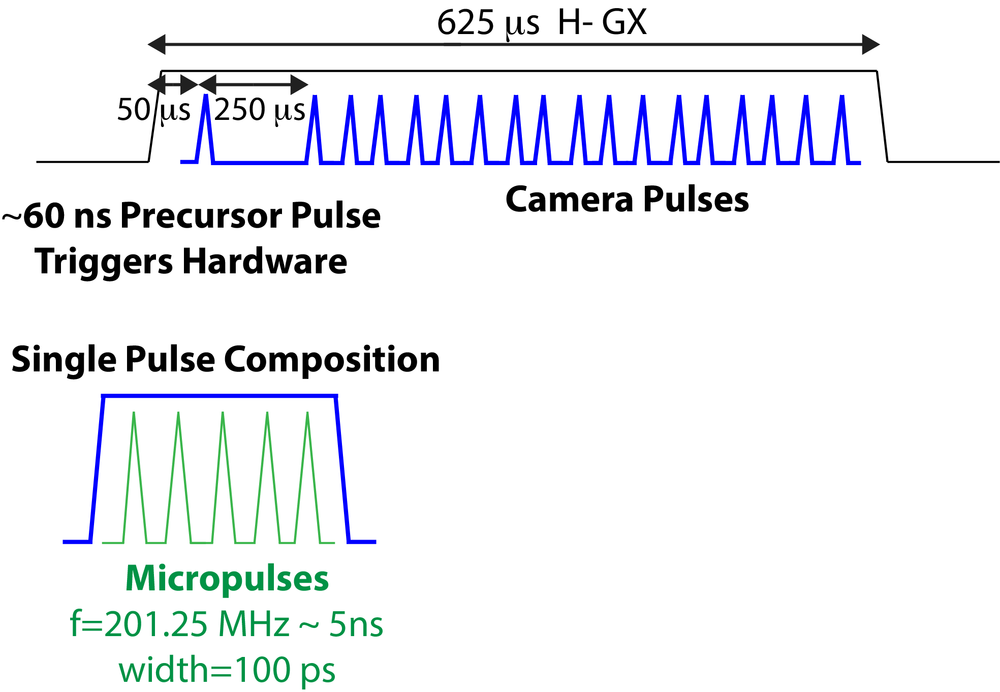 625 μs H- GX
50 μs
250 μs
Camera Pulses
~60 ns Precursor Pulse
Triggers Hardware
Single Pulse Composition
Micropulses
f=201.25 MHz ~ 5ns
width=100 ps